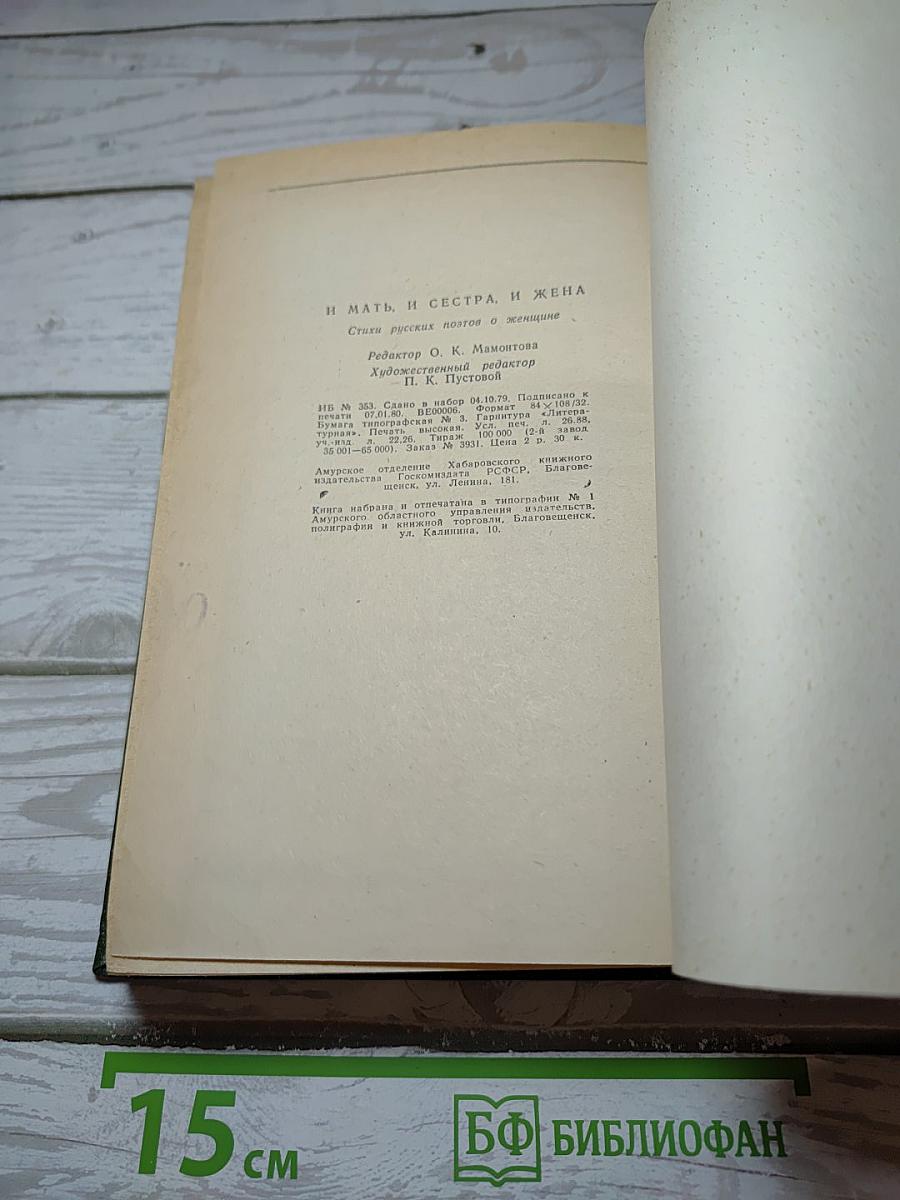 И МАТЬ, И СЕСТРА, И ЖЕНА
Стихи русских поэтов о женщине
Редактор О. К. Мамонтова
Художественный редактор
П. К. Пустовой
ИБ № 353. Сдано в набор 04.10.79. Подписано к
печати 07.01.80. ВЕ00006. Формат 84×108/32.
Бумага типографская № 3. Гарнитура «Литера-
турная». Печать высокая. Усл. печ. л. 26,88,
уч.-изд. л. 22,26. Тираж 100 000 (2-й завод
35 001—65 000). Заказ № 3931. Цена 2 р. 30 к.
Амурское отделение Хабаровского книжного
издательства Госкомиздата РСФСР, Благове-
щенск, ул. Ленина, 181.
Книга набрана и отпечатана в типографии № 1
Амурского областного управления издательств,
полиграфии и книжной торговли, Благовещенск,
ул. Калинина, 10.
15 см
БФ БИБЛИОФАН